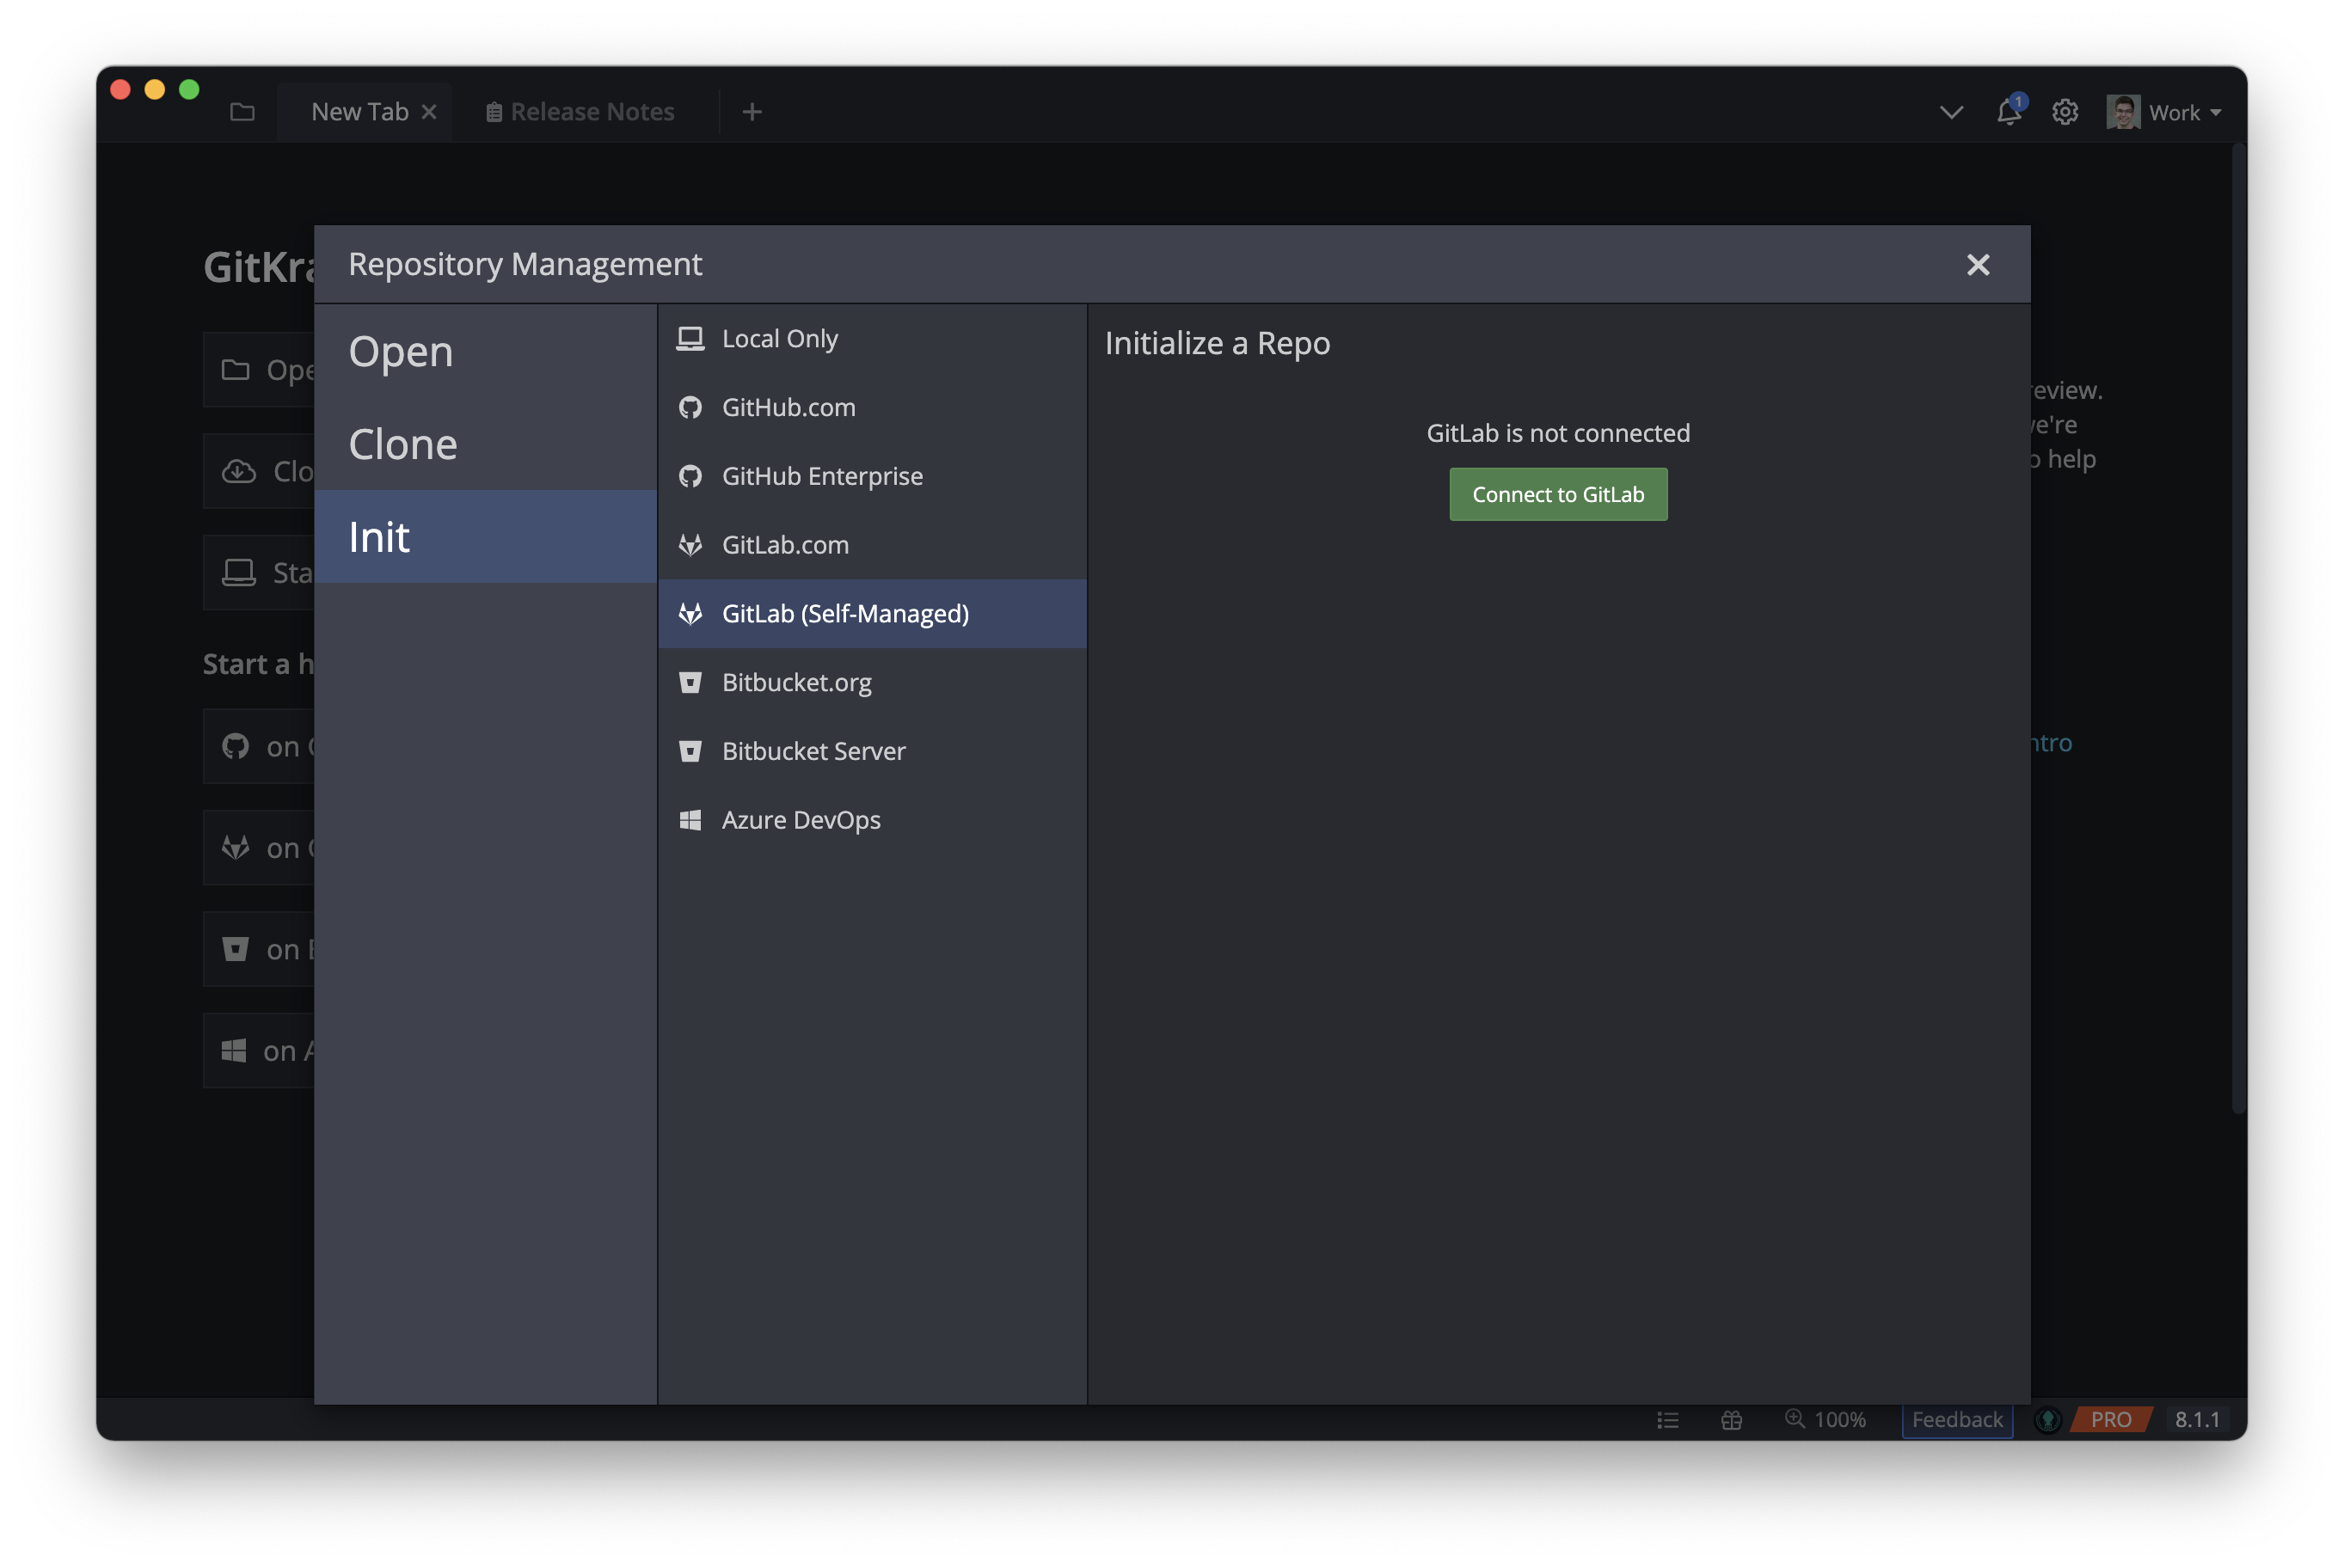 New Tab
Release Notes
1
Work
GitKra
Repository Management
Open
Clone
Init
Local Only
GitHub.com
GitHub Enterprise
GitLab.com
GitLab (Self-Managed)
Bitbucket.org
Bitbucket Server
Azure DevOps
Initialize a Repo
GitLab is not connected
Connect to GitLab
Ope
Clo
Sta
Start a h
on
on
on
on A
eview.
e're
help
ntro
100%
Feedback
PRO
8.1.1